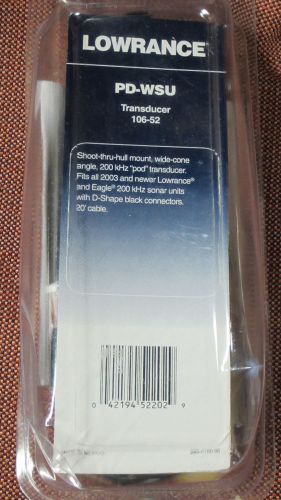 LOWRANCE®
PD-WSU
Transducer
106-52
Shoot-thru-hull mount, wide-cone
angle, 200 kHz "pod" transducer.
Fits all 2003 and newer Lowrance®
and Eagle® 200 kHz sonar units
with D-Shape black connectors.
20' cable.
0 42194 52202 9